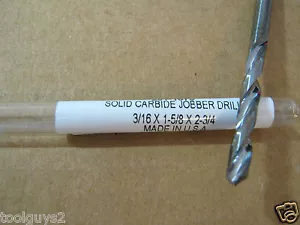 SOLID CARBIDE JOBBER DRILL
3/16 X 1-5/8 X 2-3/4
MADE IN U.S.A
toolguys2